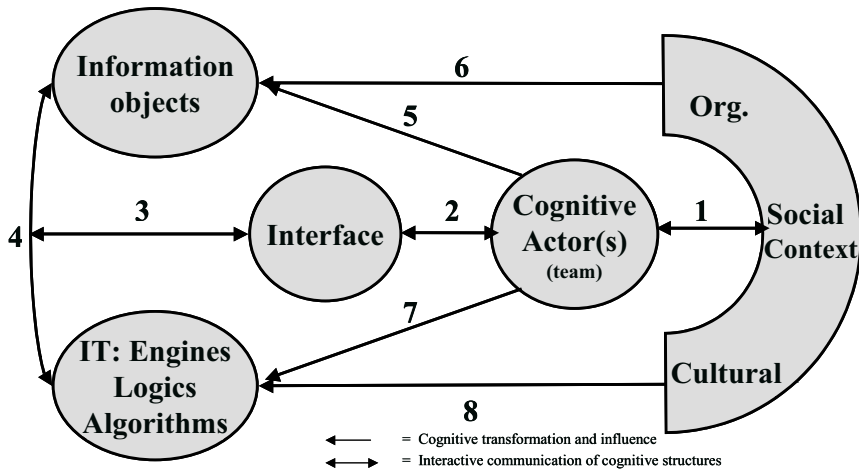 Information
objects
6
Org.
5
3
4
Interface
2
Cognitive
Actor(s)
(team)
1
Social
Context
7
IT: Engines
Logics
Algorithms
Cultural
8
= Cognitive transformation and influence
= Interactive communication of cognitive structures